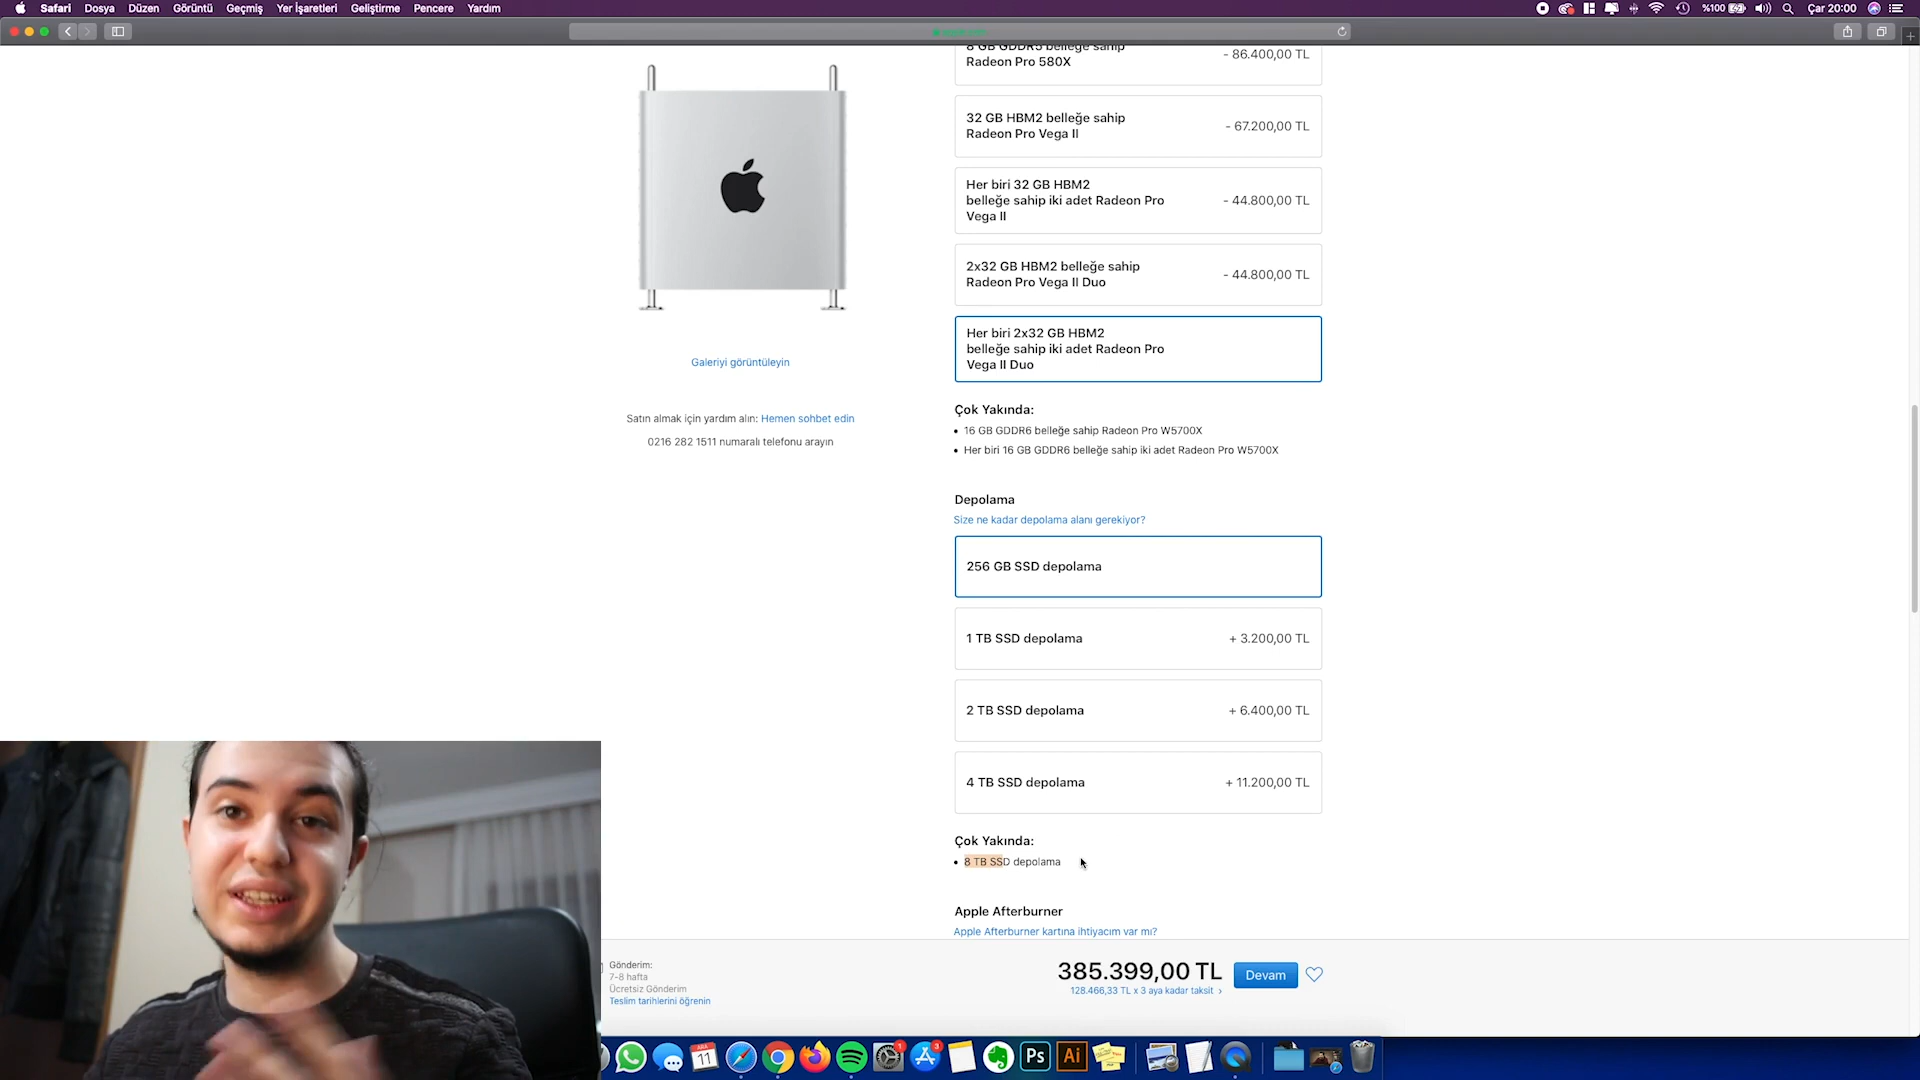 Safari Dosya Düzen Görüntü Geçmiş Yer İşaretleri Geliştirme Pencere Yardım
%100 Çar 20:00
8 GB GDDR5 belleğe sahip
Radeon Pro 580X
- 86.400,00 TL
32 GB HBM2 belleğe sahip
Radeon Pro Vega II
- 67.200,00 TL
Her biri 32 GB HBM2
belleğe sahip iki adet Radeon Pro
Vega II
- 44.800,00 TL
2x32 GB HBM2 belleğe sahip
Radeon Pro Vega II Duo
- 44.800,00 TL
Her biri 2x32 GB HBM2
belleğe sahip iki adet Radeon Pro
Vega II Duo
Galeriyi görüntüleyin
Satın almak için yardım alın: Hemen sohbet edin
0216 282 1511 numaralı telefonu arayın
Çok Yakında:
• 16 GB GDDR6 belleğe sahip Radeon Pro W5700X
• Her biri 16 GB GDDR6 belleğe sahip iki adet Radeon Pro W5700X
Depolama
Size ne kadar depolama alanı gerekiyor?
256 GB SSD depolama
1 TB SSD depolama
+ 3.200,00 TL
2 TB SSD depolama
+ 6.400,00 TL
4 TB SSD depolama
+ 11.200,00 TL
Çok Yakında:
• 8 TB SSD depolama
Apple Afterburner
Apple Afterburner kartına ihtiyacım var mı?
Gönderim:
7-8 hafta
Ücretsiz Gönderim
Teslim tarihlerini öğrenin
385.399,00 TL
128.466,33 TL x 3 aya kadar taksit ›
Devam
ARA
11
1
3
Ps
Ai